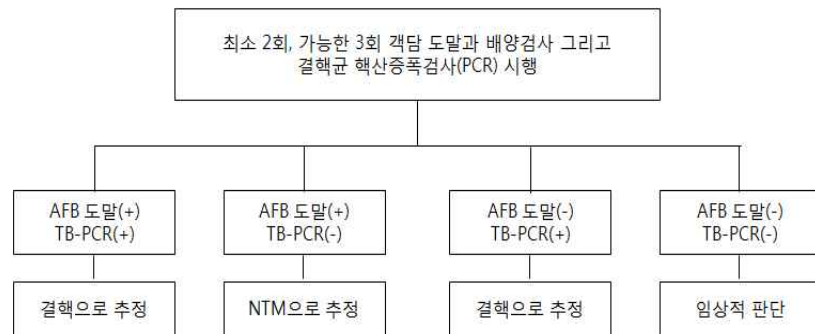 최소 2회, 가능한 3회 객담 도말과 배양검사 그리고
결핵균 핵산증폭검사(PCR) 시행
AFB 도말(+)
TB-PCR(+)
AFB 도말(+)
TB-PCR(-)
AFB 도말(-)
TB-PCR(+)
AFB 도말(-)
TB-PCR(-)
결핵으로 추정
NTM으로 추정
결핵으로 추정
임상적 판단